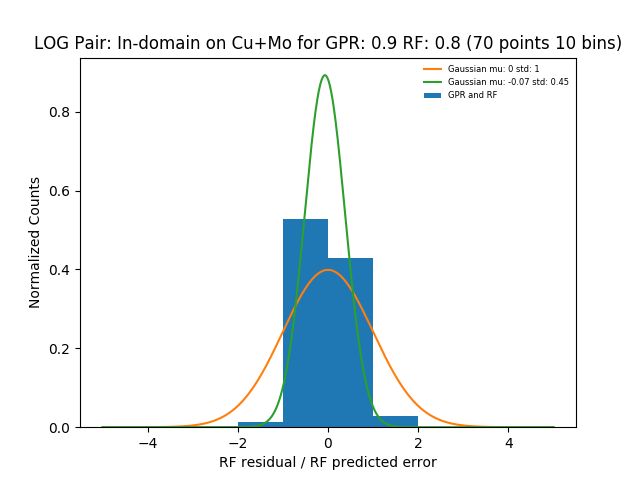 LOG Pair: In-domain on Cu+Mo for GPR: 0.9 RF: 0.8 (70 points 10 bins)
Gaussian mu: 0 std: 1
Gaussian mu: -0.07 std: 0.45
GPR and RF
Normalized Counts
0.8
0.6
0.4
0.2
0.0
−4 −2 0 2 4
RF residual / RF predicted error